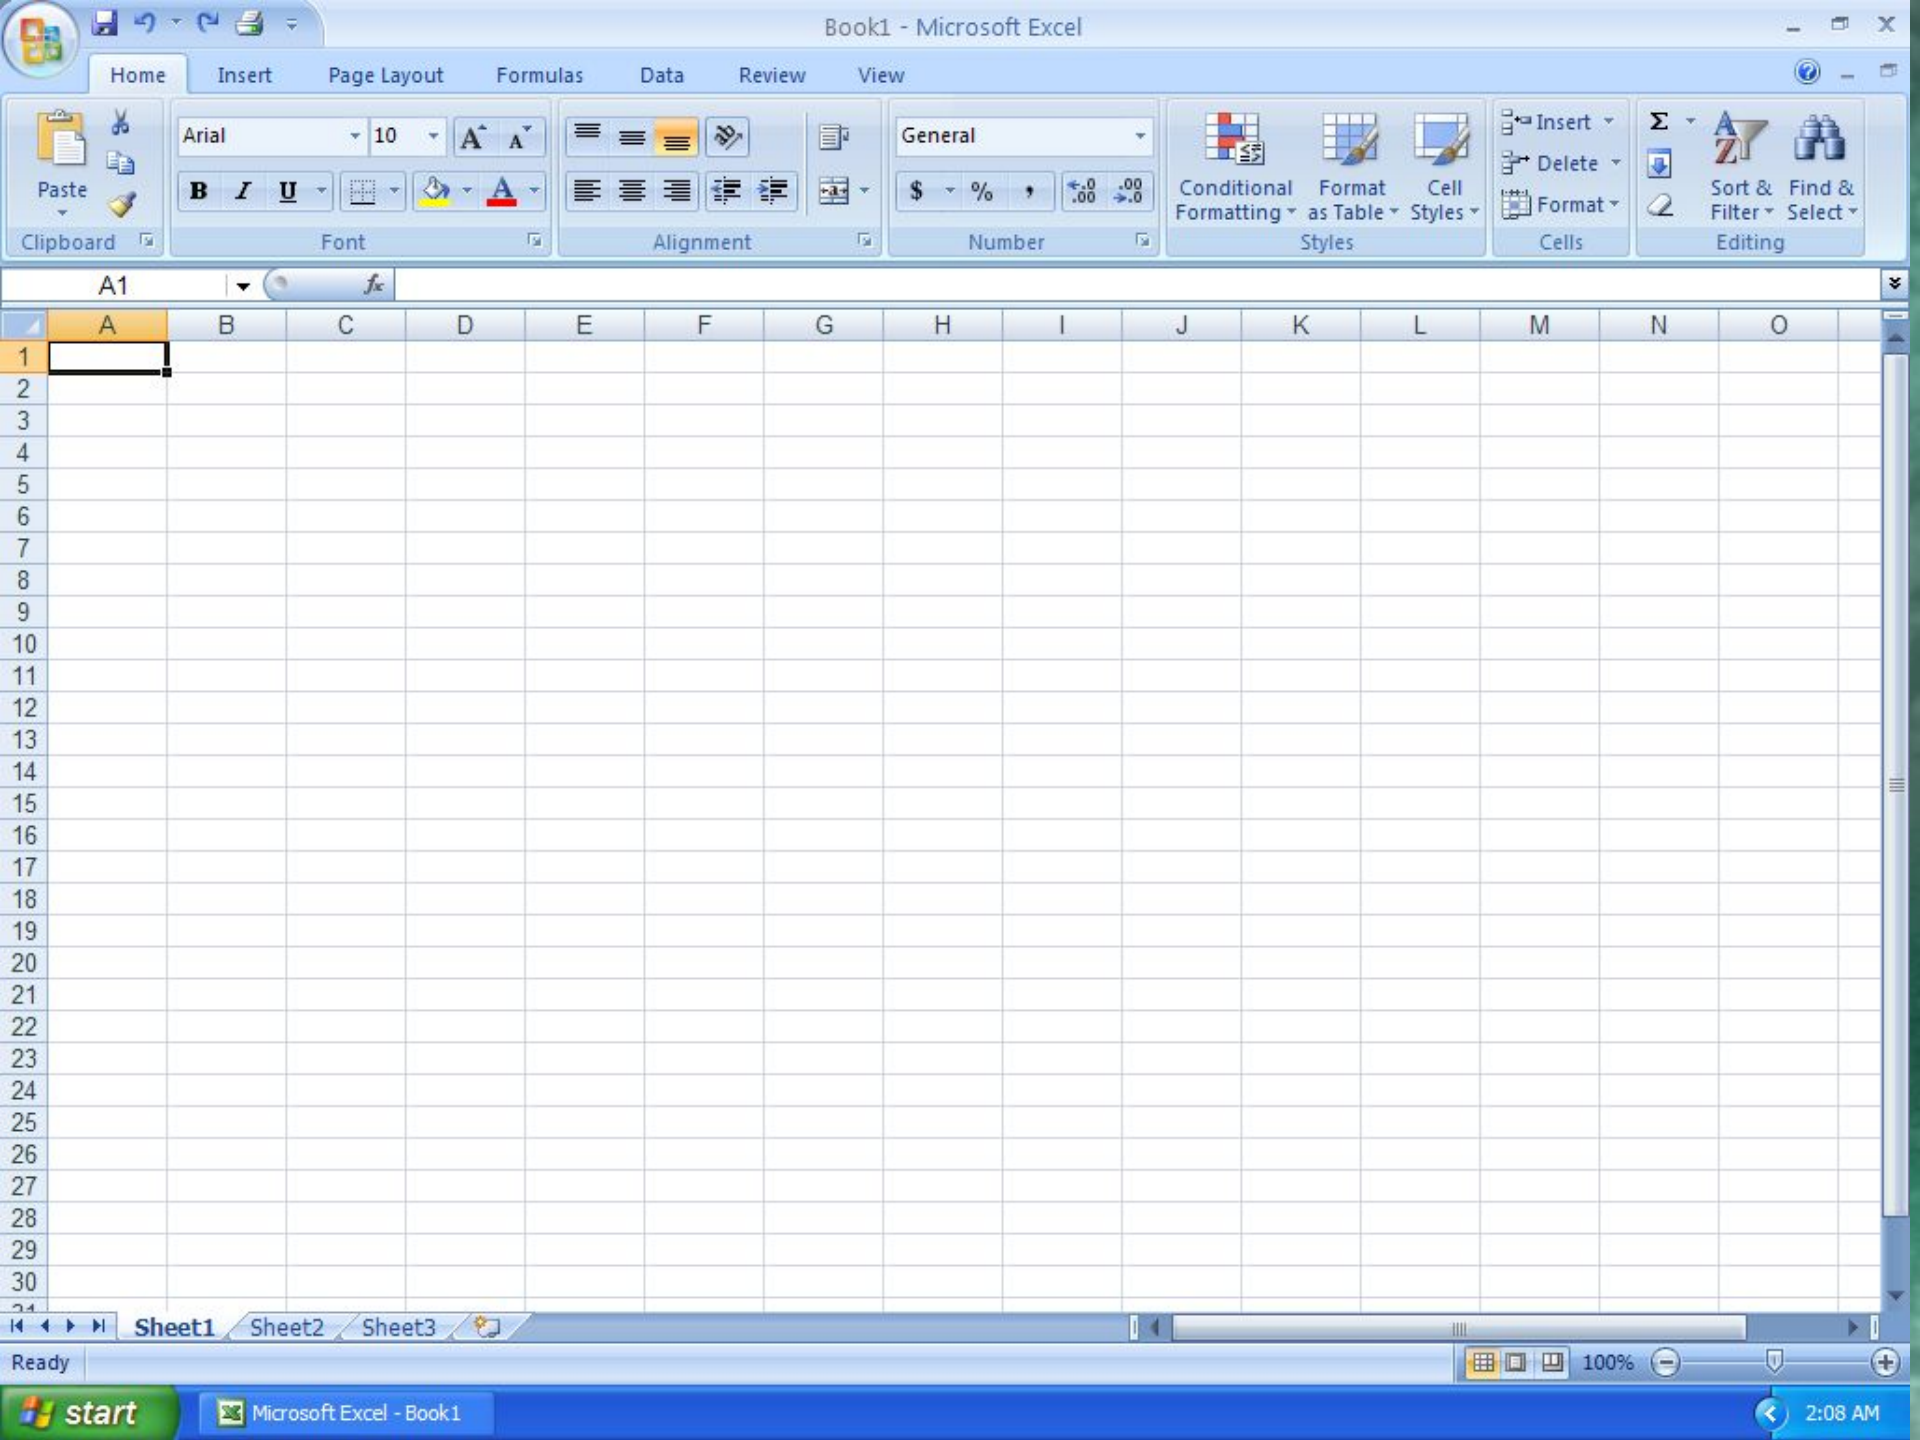 Book1 - Microsoft Excel
Home Insert Page Layout Formulas Data Review View
Arial 10 General
Paste
B I U $ % ,
Conditional Formatting
Format as Table
Cell Styles
Insert
Delete
Format
Σ
Sort & Filter
Find & Select
Clipboard Font Alignment Number Styles Cells Editing
A1 fx
A B C D E F G H I J K L M N O
1
2
3
4
5
6
7
8
9
10
11
12
13
14
15
16
17
18
19
20
21
22
23
24
25
26
27
28
29
30
Sheet1 Sheet2 Sheet3
Ready 100%
start Microsoft Excel - Book1 2:08 AM